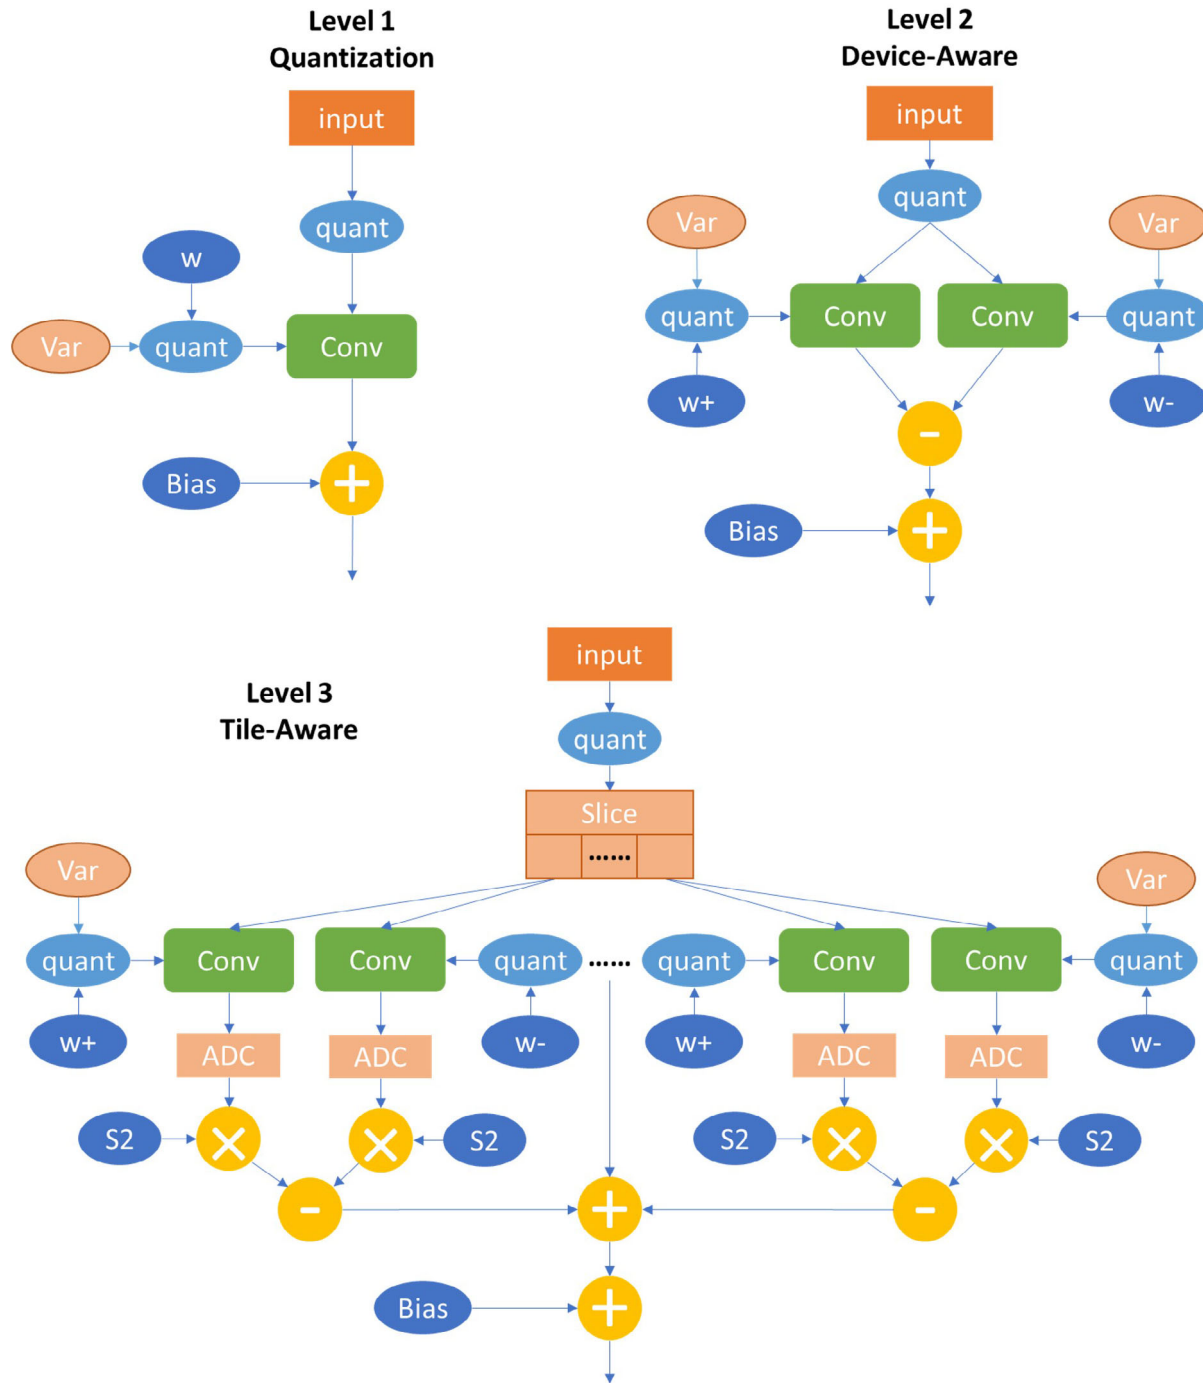 Level 1
Quantization
input
quant
w
Var
quant
Conv
Bias
+
Level 2
Device-Aware
input
quant
Var
Var
quant
Conv
Conv
quant
w+
w-
-
Bias
+
Level 3
Tile-Aware
input
quant
Slice
......
Var
Var
quant
Conv
Conv
quant
......
quant
Conv
Conv
quant
w+
w-
w+
w-
ADC
ADC
ADC
ADC
S2
×
×
S2
S2
×
×
S2
-
+
-
Bias
+